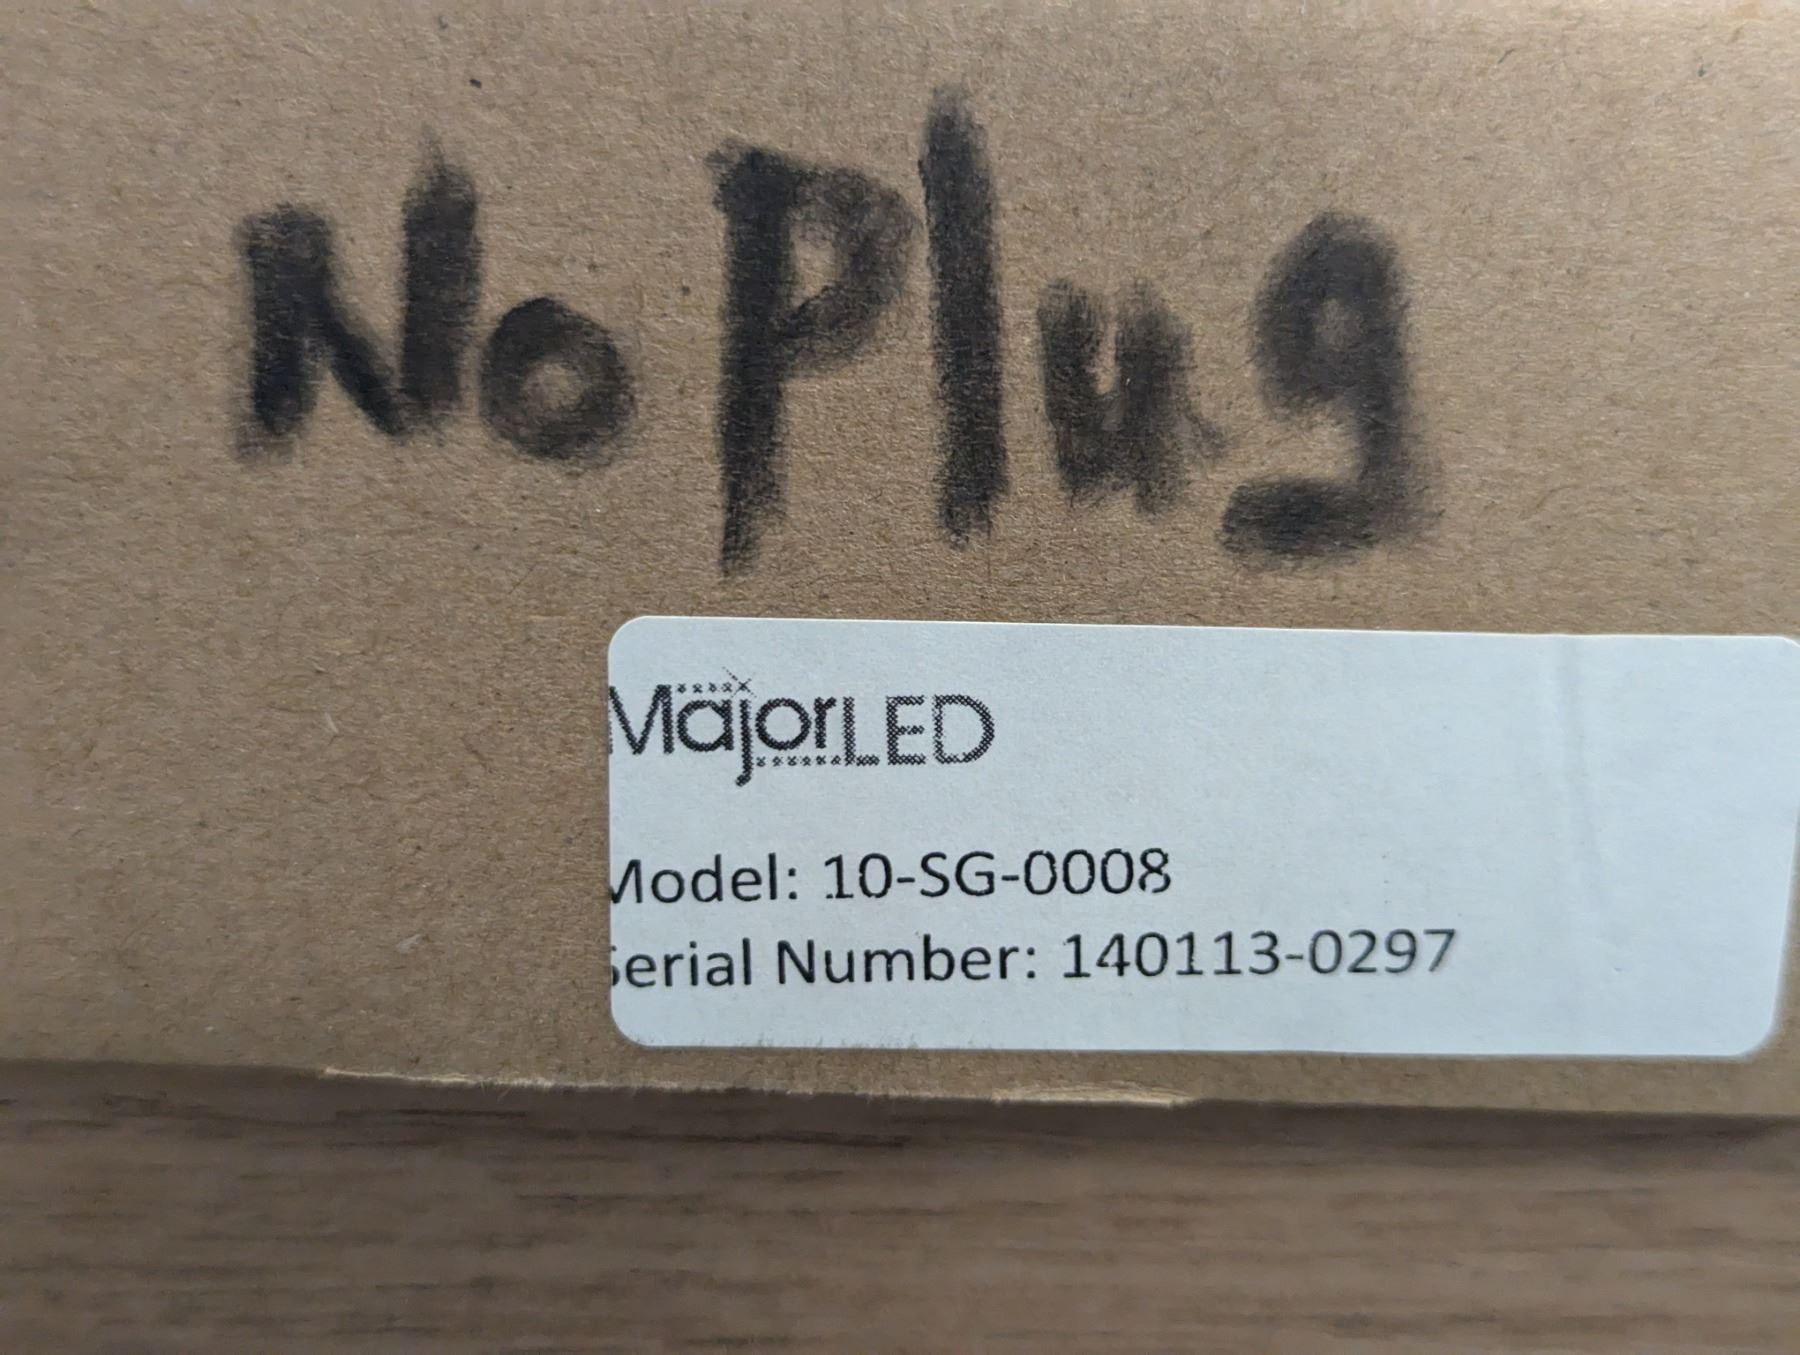 No Plug
MajorLED
Model: 10-SG-0008
Serial Number: 140113-0297